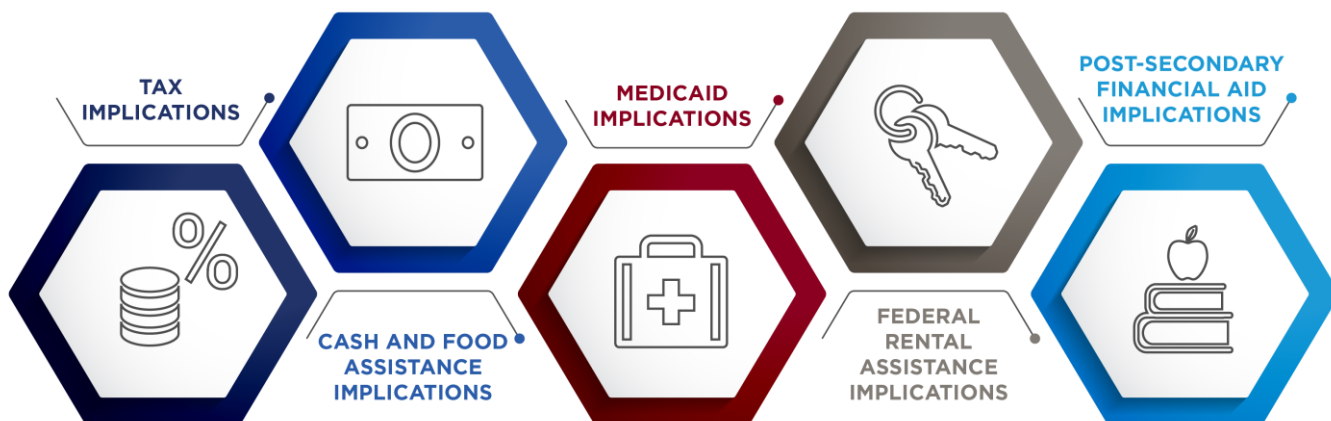 TAX
IMPLICATIONS
CASH AND FOOD
ASSISTANCE
IMPLICATIONS
MEDICAID
IMPLICATIONS
FEDERAL
RENTAL
ASSISTANCE
IMPLICATIONS
POST-SECONDARY
FINANCIAL AID
IMPLICATIONS
%